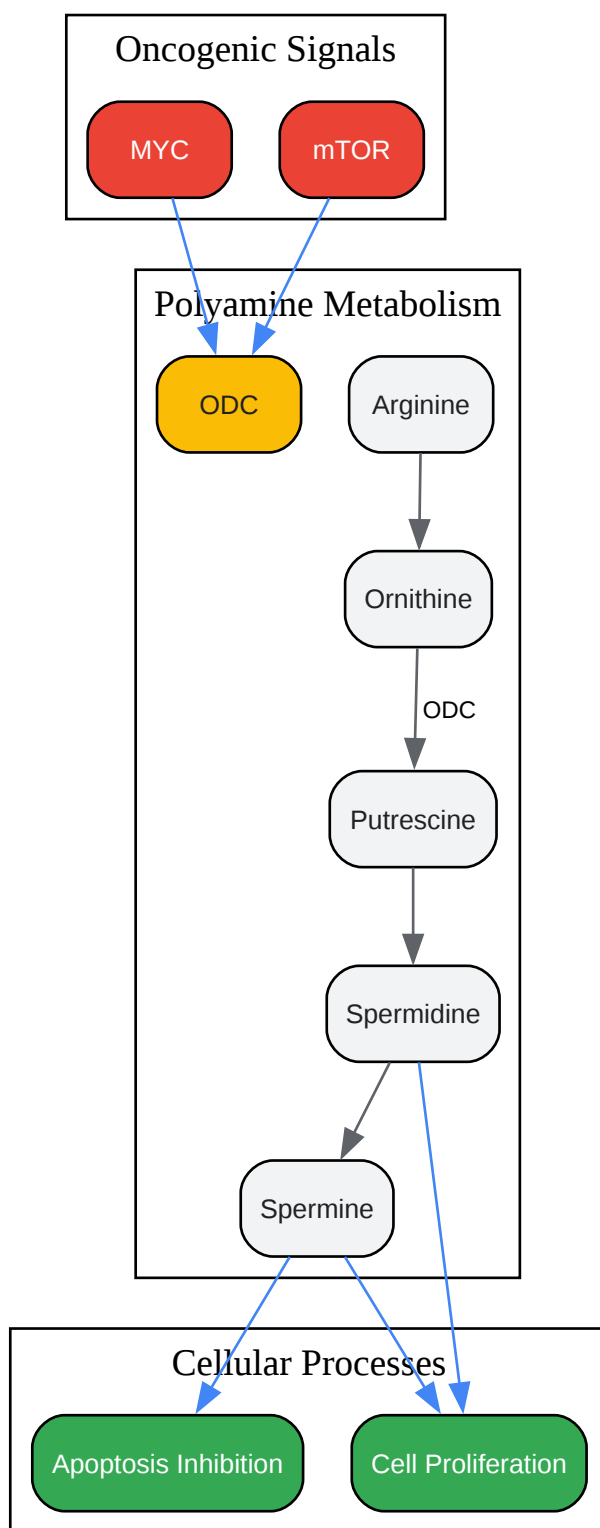 Oncogenic Signals
MYC
mTOR
Polyamine Metabolism
ODC
Arginine
Ornithine
ODC
Putrescine
Spermidine
Spermine
Cellular Processes
Apoptosis Inhibition
Cell Proliferation